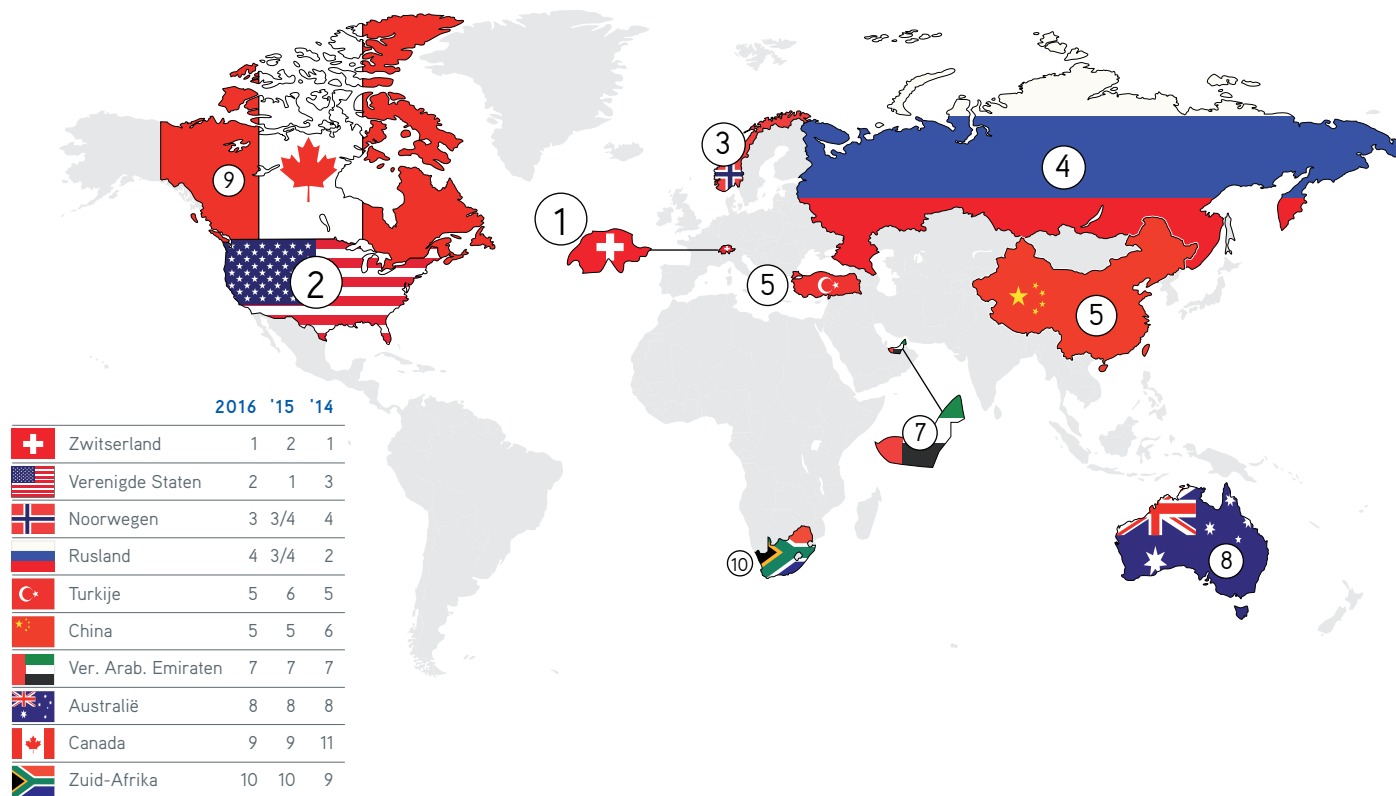 9
2
1
3
4
5
5
7
10
8
2016 '15 '14
Zwitserland 1 2 1
Verenigde Staten 2 1 3
Noorwegen 3 3/4 4
Rusland 4 3/4 2
Turkije 5 6 5
China 5 5 6
Ver. Arab. Emiraten 7 7 7
Australië 8 8 8
Canada 9 9 11
Zuid-Afrika 10 10 9